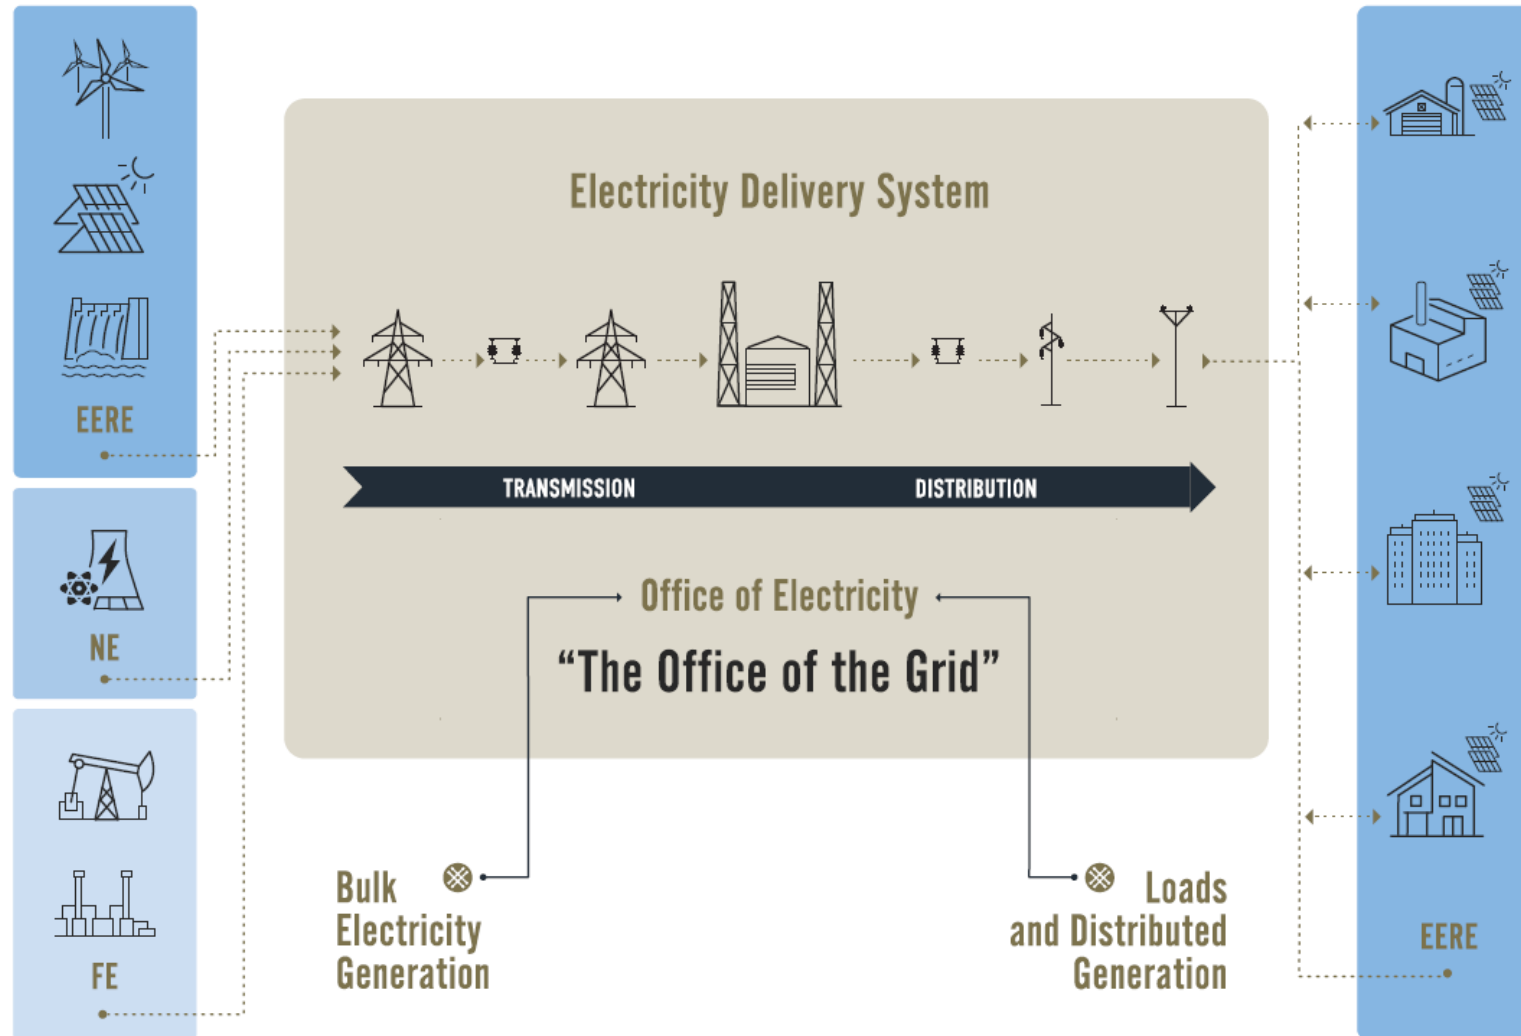 Electricity Delivery System
EERE
TRANSMISSION
DISTRIBUTION
NE
Office of Electricity
“The Office of the Grid”
FE
Bulk
Electricity
Generation
Loads
and Distributed
Generation
EERE